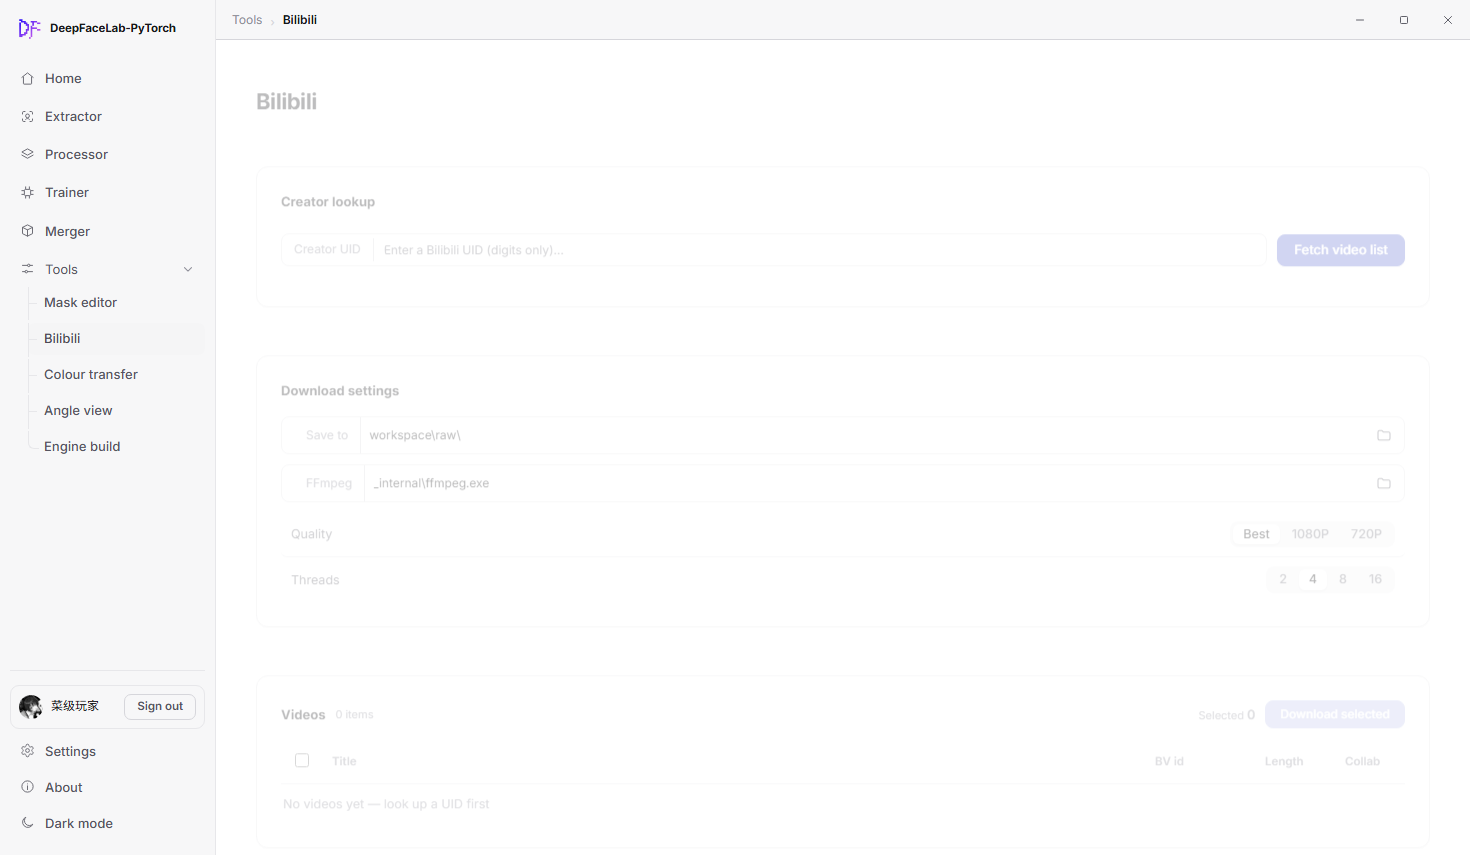 DeepFaceLab-PyTorch
Tools › Bilibili
Home
Extractor
Processor
Trainer
Merger
Tools
Mask editor
Bilibili
Colour transfer
Angle view
Engine build
菜级玩家
Sign out
Settings
About
Dark mode
Bilibili
Creator lookup
Creator UID Enter a Bilibili UID (digits only)... Fetch video list
Download settings
Save to workspace\raw\
FFmpeg _internal\ffmpeg.exe
Quality Best 1080P 720P
Threads 2 4 8 16
Videos 0 items Selected 0 Download selected
Title BV id Length Collab
No videos yet — look up a UID first